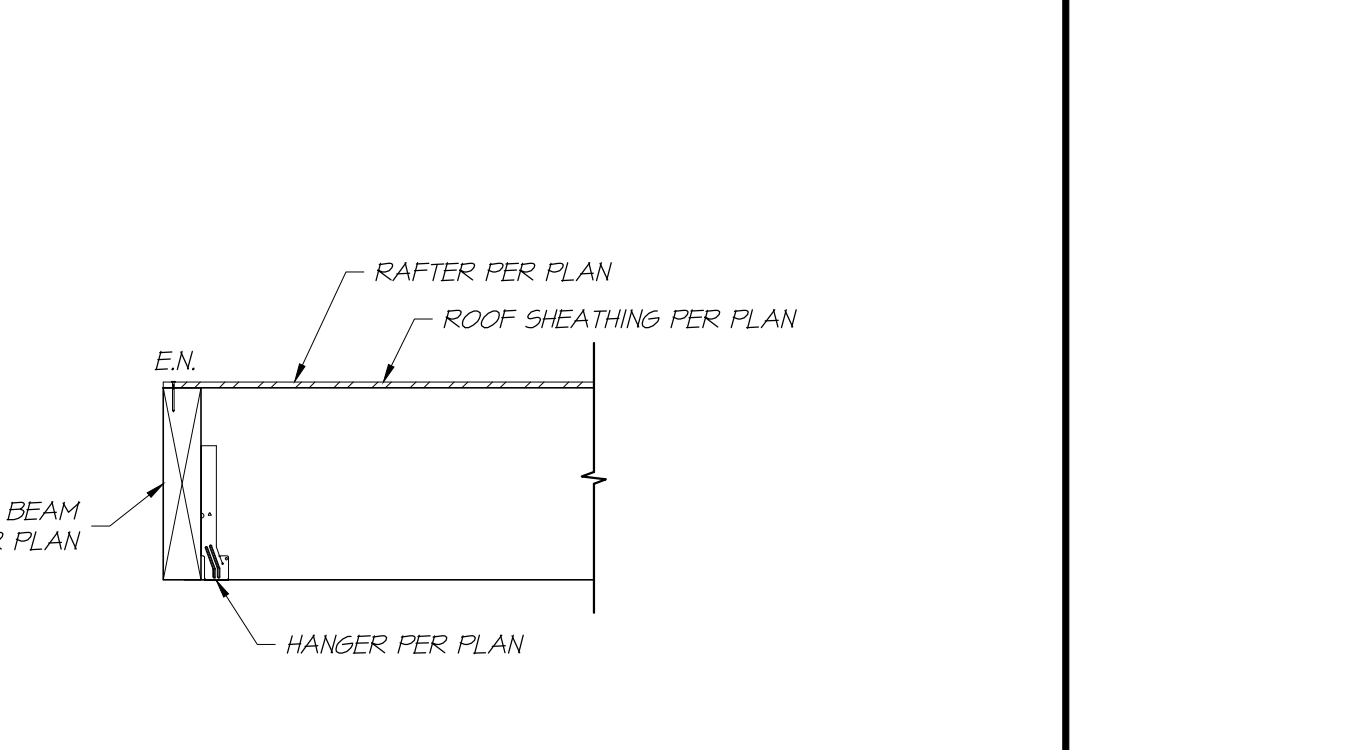 RAFTER PER PLAN
ROOF SHEATHING PER PLAN
E.N.
BEAM
PLAN
HANGER PER PLAN